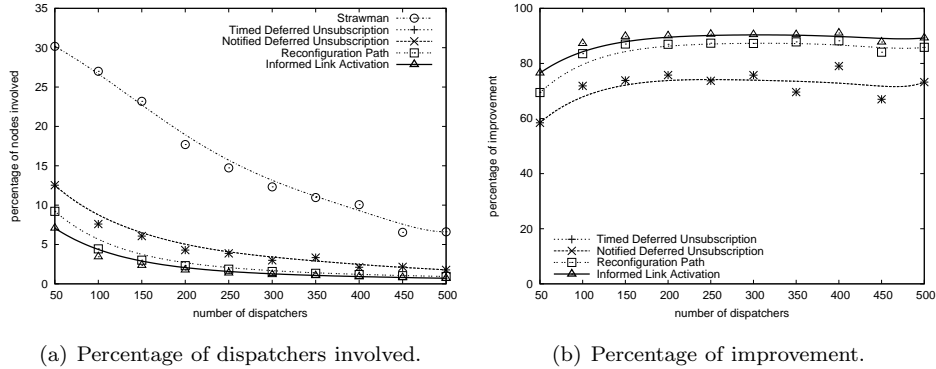 percentage of nodes involved
35
30
25
20
15
10
5
0
Strawman
Timed Deferred Unsubscription
Notified Deferred Unsubscription
Reconfiguration Path
Informed Link Activation
50 100 150 200 250 300 350 400 450 500
number of dispatchers
(a) Percentage of dispatchers involved.
percentage of improvement
100
80
60
40
20
0
Timed Deferred Unsubscription
Notified Deferred Unsubscription
Reconfiguration Path
Informed Link Activation
50 100 150 200 250 300 350 400 450 500
number of dispatchers
(b) Percentage of improvement.